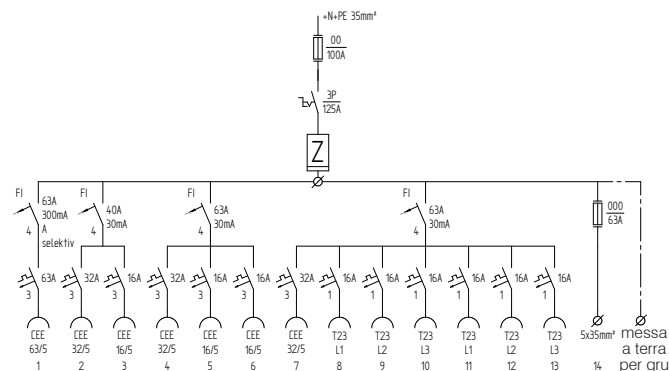 +N+PE 35mm²
00
100A
3P
125A
Z
FI
63A
300mA
A
selektiv
4
FI
40A
30mA
4
FI
63A
30mA
4
FI
63A
30mA
4
000
63A
63A
3
32A
3
16A
3
32A
3
16A
3
16A
3
32A
3
16A
1
16A
1
16A
1
16A
1
16A
1
16A
1
CEE
63/5
1
CEE
32/5
2
CEE
16/5
3
CEE
32/5
4
CEE
16/5
5
CEE
16/5
6
CEE
32/5
7
T23
L1
8
T23
L2
9
T23
L3
10
T23
L1
11
T23
L2
12
T23
L3
13
5x35mm²
14
messa
a terra
per gru